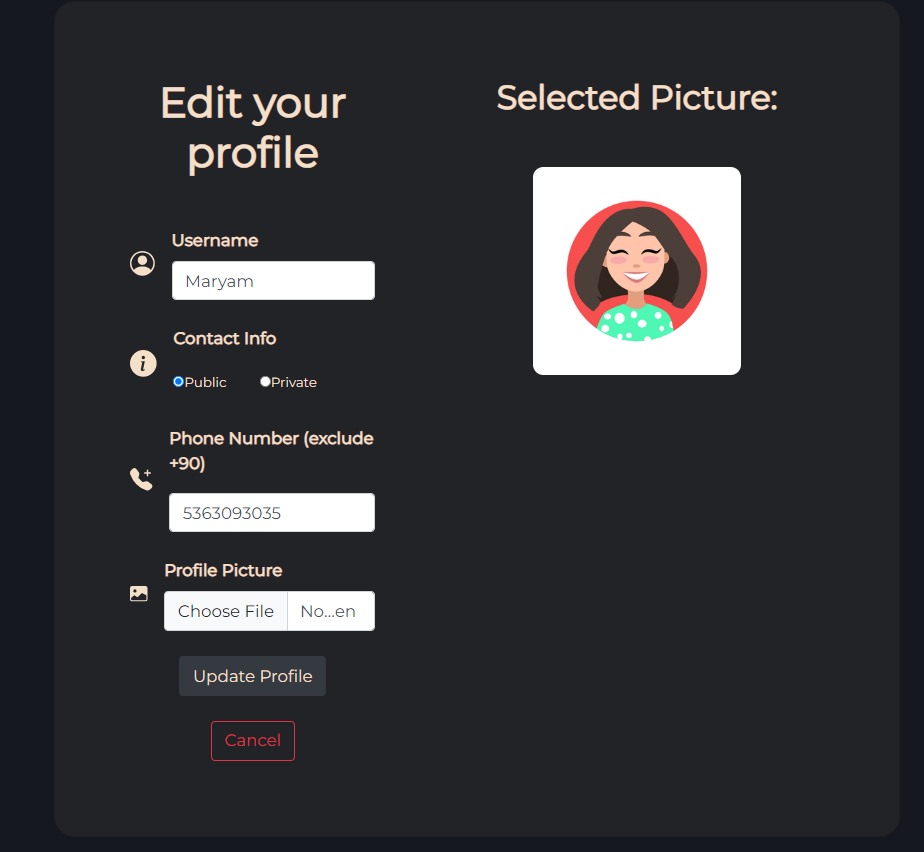 Edit your
profile
Username
Maryam
Contact Info
Public Private
Phone Number (exclude
+90)
5363093035
Profile Picture
Choose File No...en
Update Profile
Cancel
Selected Picture: